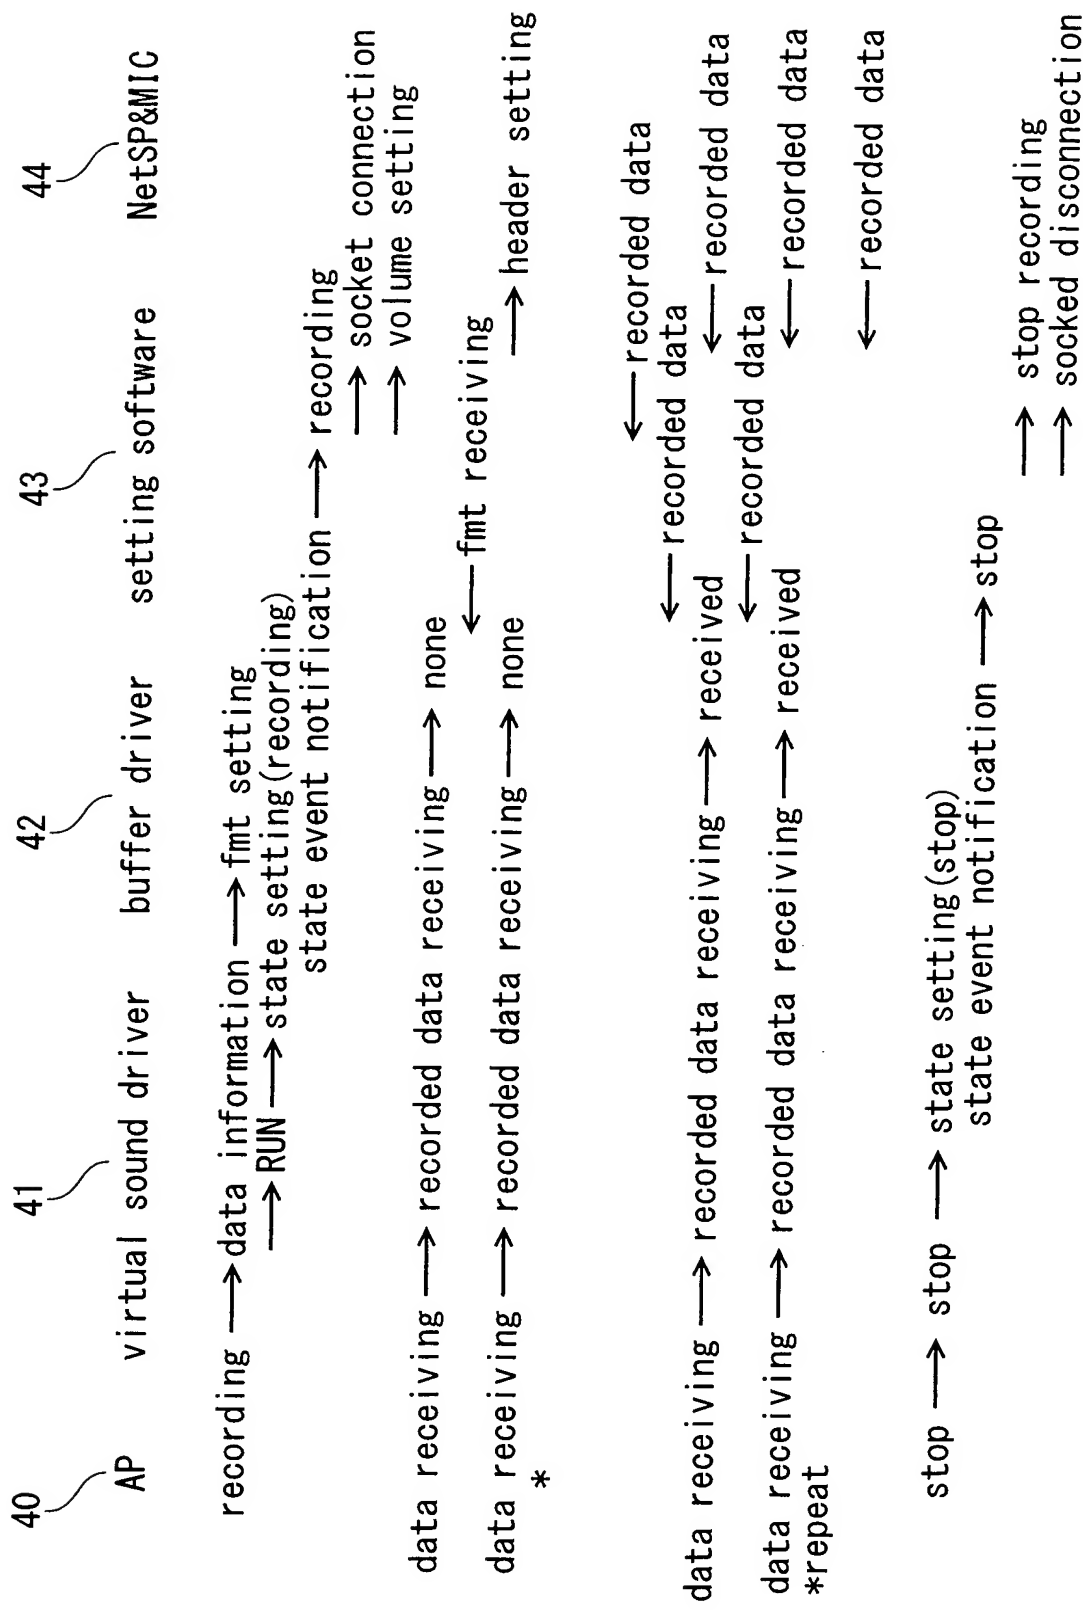 40 41 42 43 44
AP virtual sound driver buffer driver setting software NetSP&MIC
recording → data information → fmt setting
→ RUN → state setting(recording)
state event notification → recording
→ socket connection
→ volume setting
data receiving → recorded data receiving → none
← fmt receiving
data receiving → recorded data receiving → none
→ header setting
*
← recorded data
← recorded data
data receiving → recorded data receiving → received
← recorded data
← recorded data
data receiving → recorded data receiving → received
← recorded data
*repeat
← recorded data
stop → stop → state setting(stop)
state event notification → stop
→ stop recording
→ socked disconnection